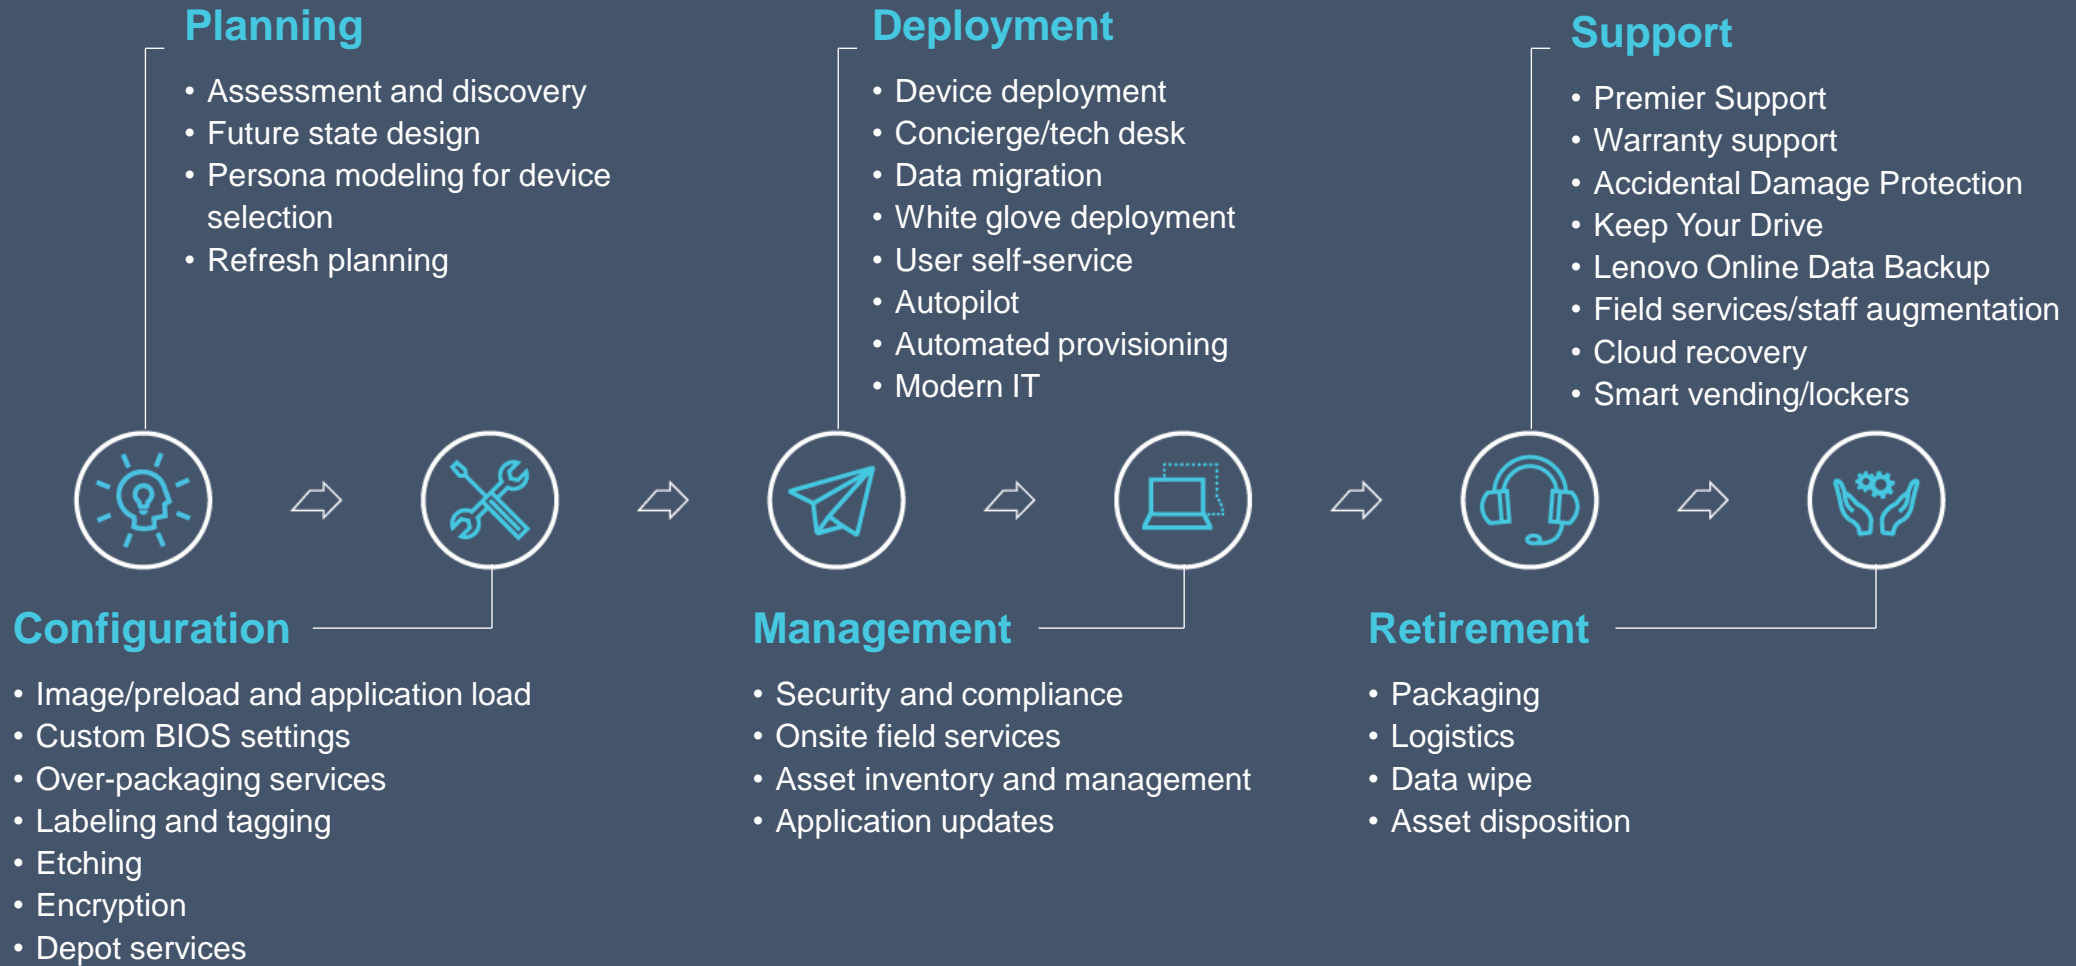 Planning
• Assessment and discovery
• Future state design
• Persona modeling for device
selection
• Refresh planning
Deployment
• Device deployment
• Concierge/tech desk
• Data migration
• White glove deployment
• User self-service
• Autopilot
• Automated provisioning
• Modern IT
Support
• Premier Support
• Warranty support
• Accidental Damage Protection
• Keep Your Drive
• Lenovo Online Data Backup
• Field services/staff augmentation
• Cloud recovery
• Smart vending/lockers
Configuration
• Image/preload and application load
• Custom BIOS settings
• Over-packaging services
• Labeling and tagging
• Etching
• Encryption
• Depot services
Management
• Security and compliance
• Onsite field services
• Asset inventory and management
• Application updates
Retirement
• Packaging
• Logistics
• Data wipe
• Asset disposition